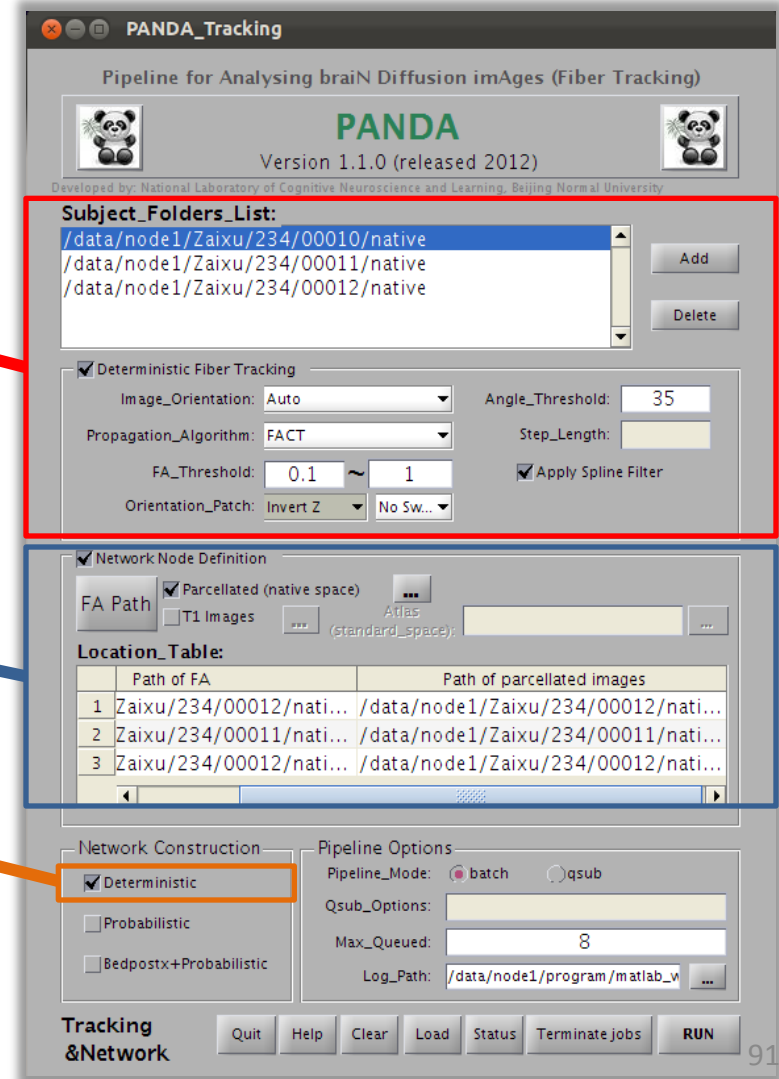 PANDA_Tracking
Pipeline for Analysing braiN Diffusion imAges (Fiber Tracking)
PANDA
Version 1.1.0 (released 2012)
Developed by: National Laboratory of Cognitive Neuroscience and Learning, Beijing Normal University
Subject_Folders_List:
/data/node1/Zaixu/234/00010/native
/data/node1/Zaixu/234/00011/native
/data/node1/Zaixu/234/00012/native
Add
Delete
Deterministic Fiber Tracking
Image_Orientation: Auto Angle_Threshold: 35
Propagation_Algorithm: FACT Step_Length:
FA_Threshold: 0.1 ~ 1 Apply Spline Filter
Orientation_Patch: Invert Z No Sw...
Network Node Definition
FA Path Parcellated (native space) ...
T1 Images ... Atlas (standard_space): ...
Location_Table:
Path of FA Path of parcellated images
1 Zaixu/234/00012/nati... /data/node1/Zaixu/234/00012/nati...
2 Zaixu/234/00011/nati... /data/node1/Zaixu/234/00011/nati...
3 Zaixu/234/00012/nati... /data/node1/Zaixu/234/00012/nati...
Network Construction
Deterministic
Probabilistic
Bedpostx+Probabilistic
Pipeline Options
Pipeline_Mode: batch qsub
Qsub_Options:
Max_Queued: 8
Log_Path: /data/node1/program/matlab_w ...
Tracking
&Network
Quit Help Clear Load Status Terminate jobs RUN
91